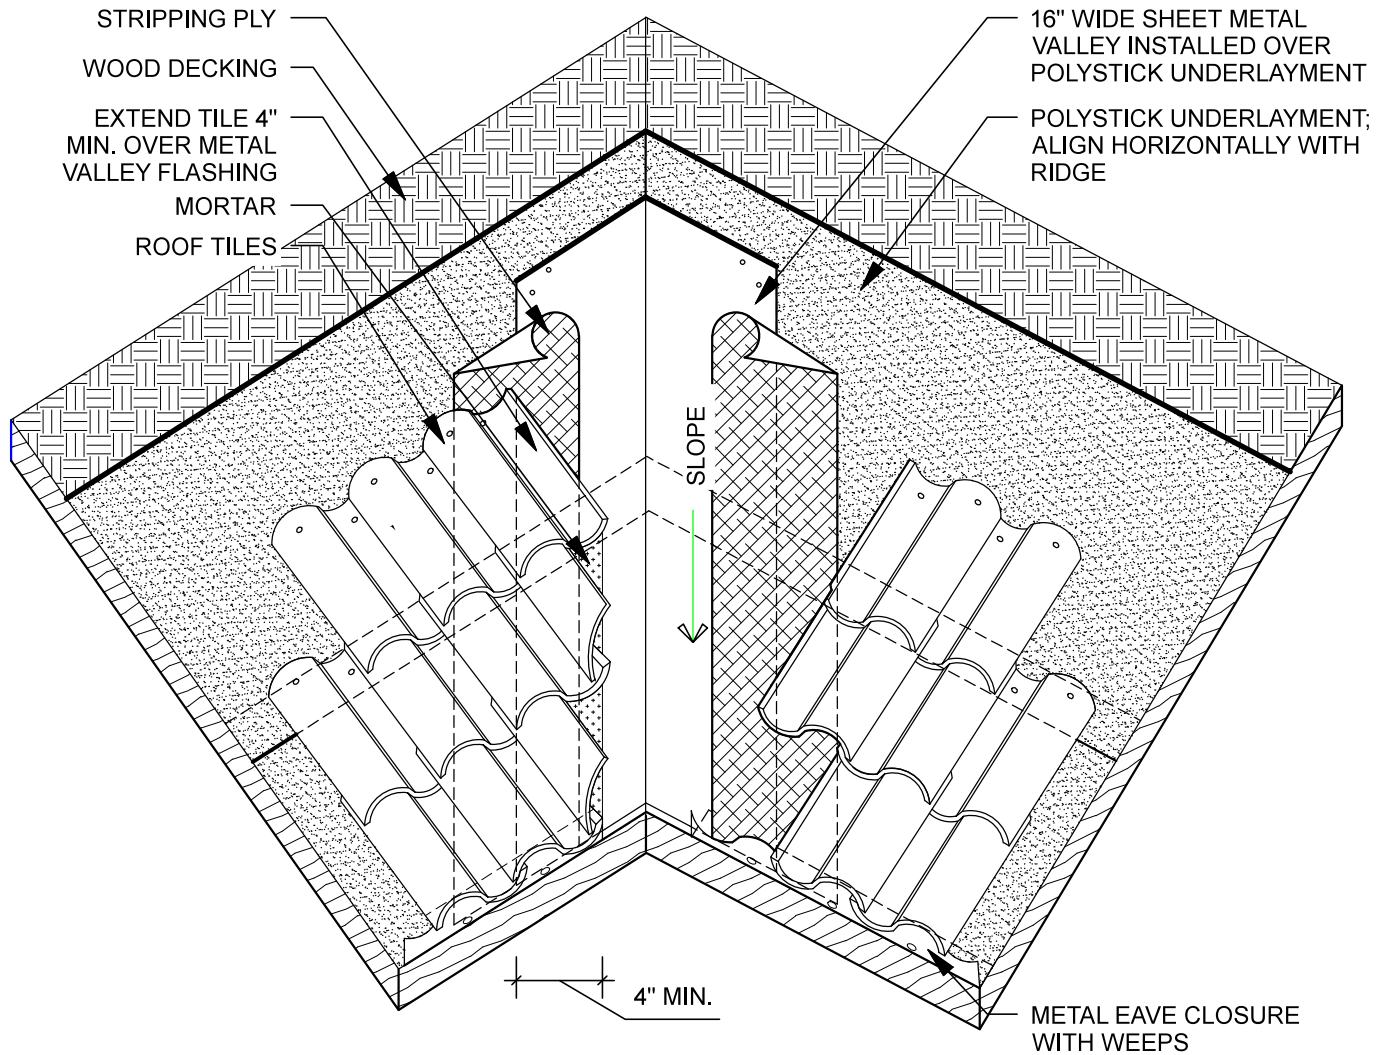 STRIPPING PLY
WOOD DECKING
EXTEND TILE 4"
MIN. OVER METAL
VALLEY FLASHING
MORTAR
ROOF TILES
16" WIDE SHEET METAL
VALLEY INSTALLED OVER
POLYSTICK UNDERLAYMENT
POLYSTICK UNDERLAYMENT;
ALIGN HORIZONTALLY WITH
RIDGE
SLOPE
4" MIN.
METAL EAVE CLOSURE
WITH WEEPS